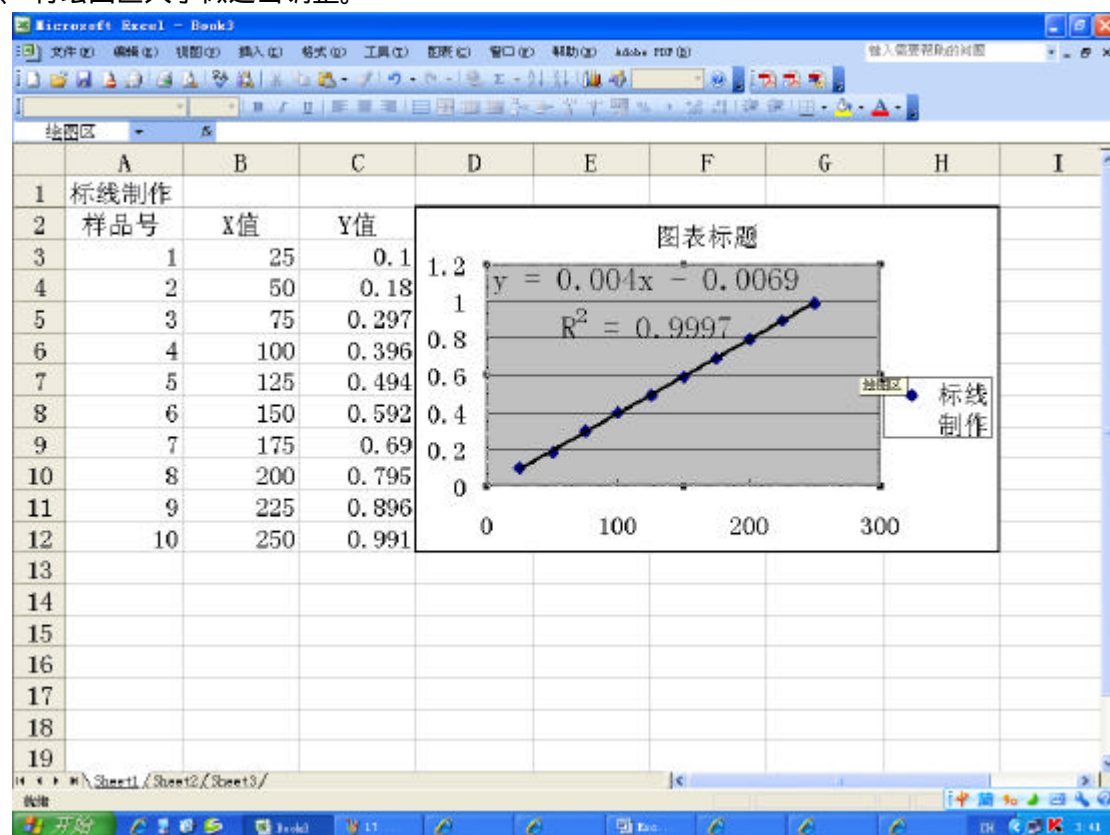 Microsoft Excel - Book3
文件(F) 编辑(E) 视图(V) 插入(I) 格式(O) 工具(T) 图表(C) 窗口(W) 帮助(H) Adobe PDF(B)
绘图区
A B C D E F G H I
1 标线制作
2 样品号 X值 Y值
3 1 25 0.1
4 2 50 0.18
5 3 75 0.297
6 4 100 0.396
7 5 125 0.494
8 6 150 0.592
9 7 175 0.69
10 8 200 0.795
11 9 225 0.896
12 10 250 0.991
13
14
15
16
17
18
19
图表标题
y = 0.004x - 0.0069
R² = 0.9997
1.2
1
0.8
0.6
0.4
0.2
0
0 100 200 300
绘图区
标线
制作
Sheet1/Sheet2/Sheet3/
就绪
开始 Book3 17 3:41